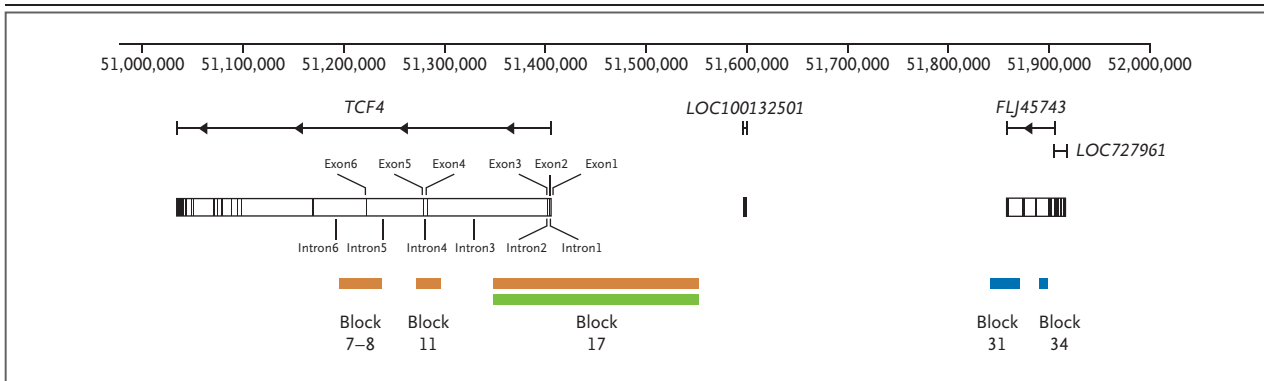 51,000,000 51,100,000 51,200,000 51,300,000 51,400,000 51,500,000 51,600,000 51,700,000 51,800,000 51,900,000 52,000,000
TCF4 LOC100132501 FLJ45743
LOC727961
Exon6 Exon5 Exon4 Exon3 Exon2 Exon1
Intron6 Intron5 Intron4 Intron3 Intron2 Intron1
Block Block Block Block Block
7–8 11 17 31 34